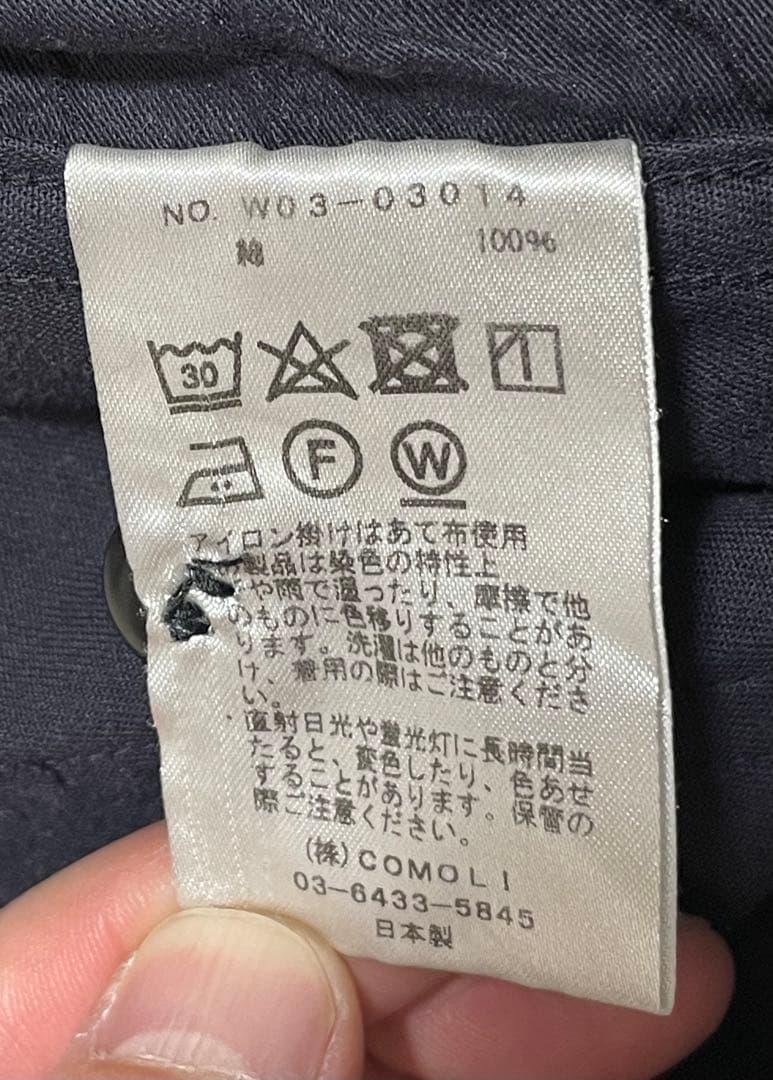 NO. W03-03014
綿 100%
30
F W
アイロン掛けはあて布使用
製品は染色の特性上
や雨で湿ったり、摩擦で他
のものに色移りすることがあ
ります。洗濯は他のものと分
け、着用の際はご注意くださ
い。
・直射日光や蛍光灯に長時間当
たると、変色したり、色あせ
することがあります。保管の
際ご注意ください。
(株)COMOLI
03-6433-5845
日本製